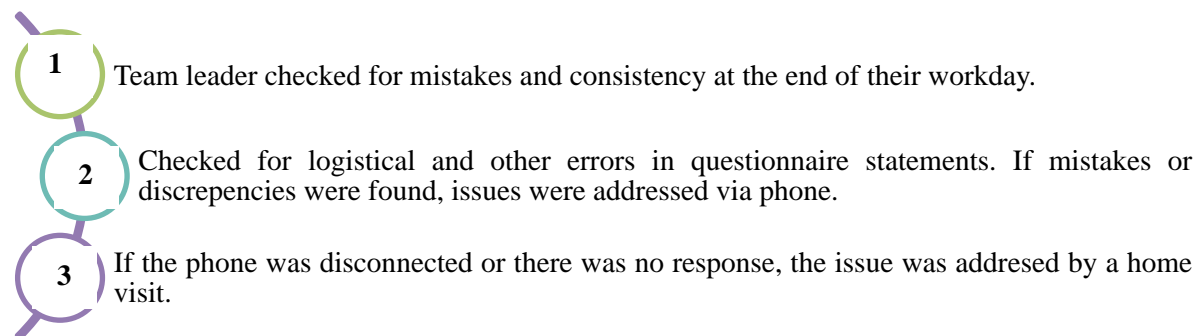 1
Team leader checked for mistakes and consistency at the end of their workday.
2
Checked for logistical and other errors in questionnaire statements. If mistakes or
discrepencies were found, issues were addressed via phone.
3
If the phone was disconnected or there was no response, the issue was addresed by a home
visit.